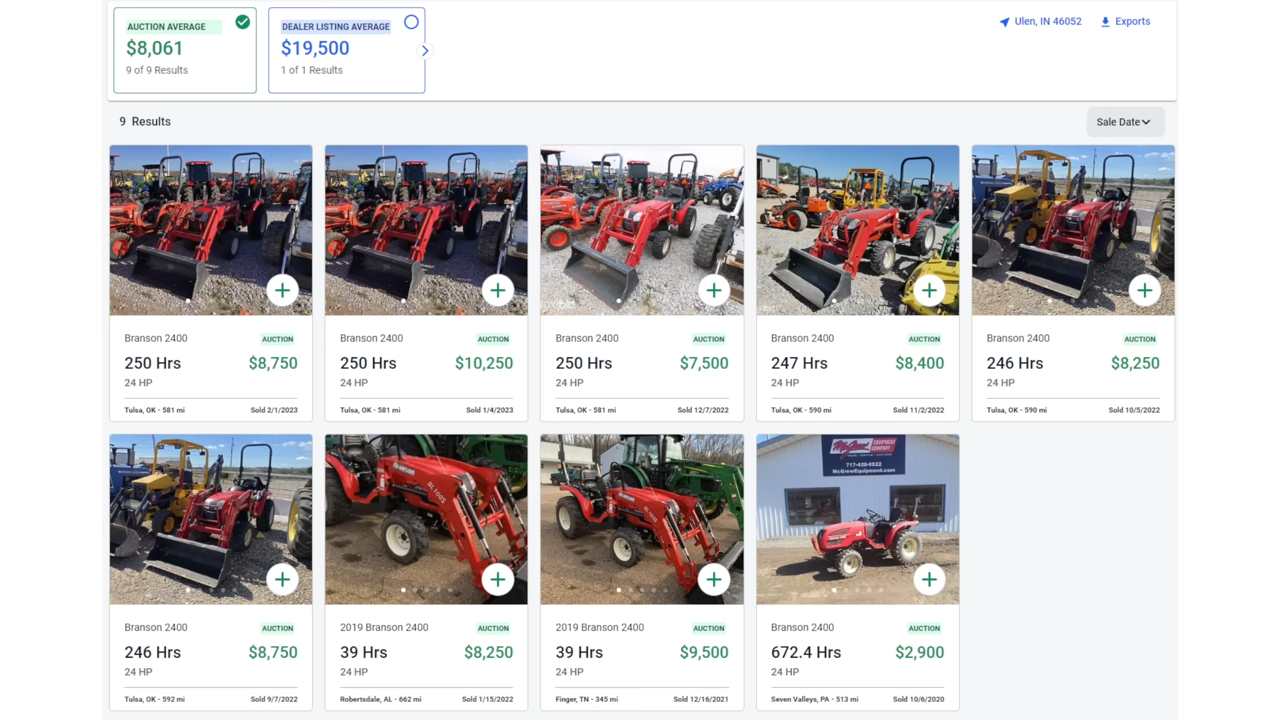 AUCTION AVERAGE
$8,061
9 of 9 Results
DEALER LISTING AVERAGE
$19,500
1 of 1 Results
Ulen, IN 46052
Exports
9 Results
Sale Date
Branson 2400
AUCTION
250 Hrs
$8,750
24 HP
Tulsa, OK - 581 mi
Sold 2/1/2023
Branson 2400
AUCTION
250 Hrs
$10,250
24 HP
Tulsa, OK - 581 mi
Sold 1/4/2023
Branson 2400
AUCTION
250 Hrs
$7,500
24 HP
Tulsa, OK - 581 mi
Sold 12/7/2022
Branson 2400
AUCTION
247 Hrs
$8,400
24 HP
Tulsa, OK - 590 mi
Sold 11/2/2022
Branson 2400
AUCTION
246 Hrs
$8,250
24 HP
Tulsa, OK - 590 mi
Sold 10/5/2022
Branson 2400
AUCTION
246 Hrs
$8,750
24 HP
Tulsa, OK - 592 mi
Sold 9/7/2022
BL100S
2019 Branson 2400
AUCTION
39 Hrs
$8,250
24 HP
Robertsdale, AL - 662 mi
Sold 1/15/2022
2019 Branson 2400
AUCTION
39 Hrs
$9,500
24 HP
Finger, TN - 345 mi
Sold 12/16/2021
EQUIPMENT
COMPANY
717-428-0922
McGrewEquipment.com
Branson 2400
AUCTION
672.4 Hrs
$2,900
24 HP
Seven Valleys, PA - 513 mi
Sold 10/6/2020